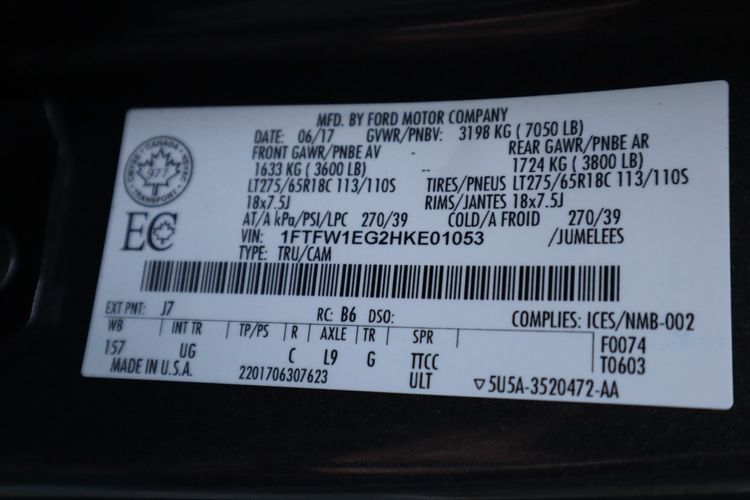 MFD. BY FORD MOTOR COMPANY
DATE: 06/17 GVWR/PNBV: 3198 KG ( 7050 LB)
FRONT GAWR/PNBE AV REAR GAWR/PNBE AR
1633 KG ( 3600 LB) 1724 KG ( 3800 LB)
LT275/65R18C 113/110S TIRES/PNEUS LT275/65R18C 113/110S
18x7.5J RIMS/JANTES 18x7.5J
AT/A kPa/PSI/LPC 270/39 COLD/A FROID 270/39
VIN: 1FTFW1EG2HKE01053 /JUMELEES
TYPE: TRU/CAM
CANADA
977
TRANSPORT
EC
EXT PNT: J7 RC: B6 DSO: COMPLIES: ICES/NMB-002
WB INT TR TP/PS R AXLE TR SPR F0074
157 UG C L9 G TTCC T0603
MADE IN U.S.A. 2201706307623 ULT ▽5U5A-3520472-AA